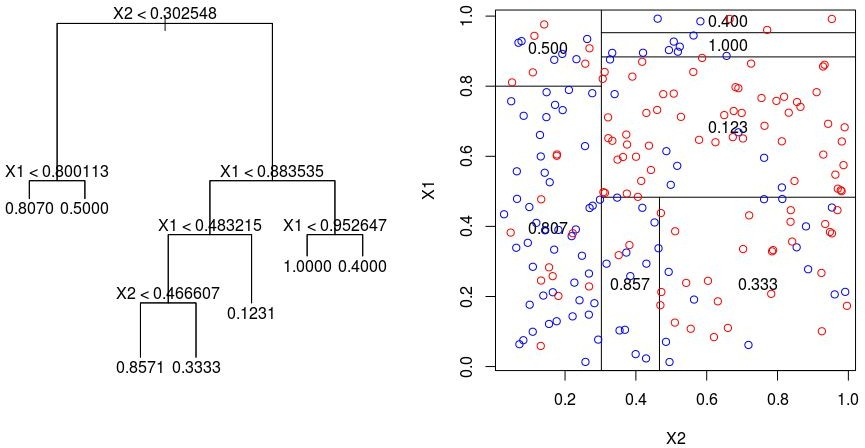 X2 < 0.302548
X1 < 0.800113
X1 < 0.883535
0.8070 0.5000
X1 < 0.483215
X1 < 0.952647
1.0000 0.4000
X2 < 0.466607
0.1231
0.8571 0.3333
1.0
0.8
0.6
0.4
0.2
0.0
X1
0.400
0.500
1.000
0.123
0.807
0.857
0.333
0.2 0.4 0.6 0.8 1.0
X2